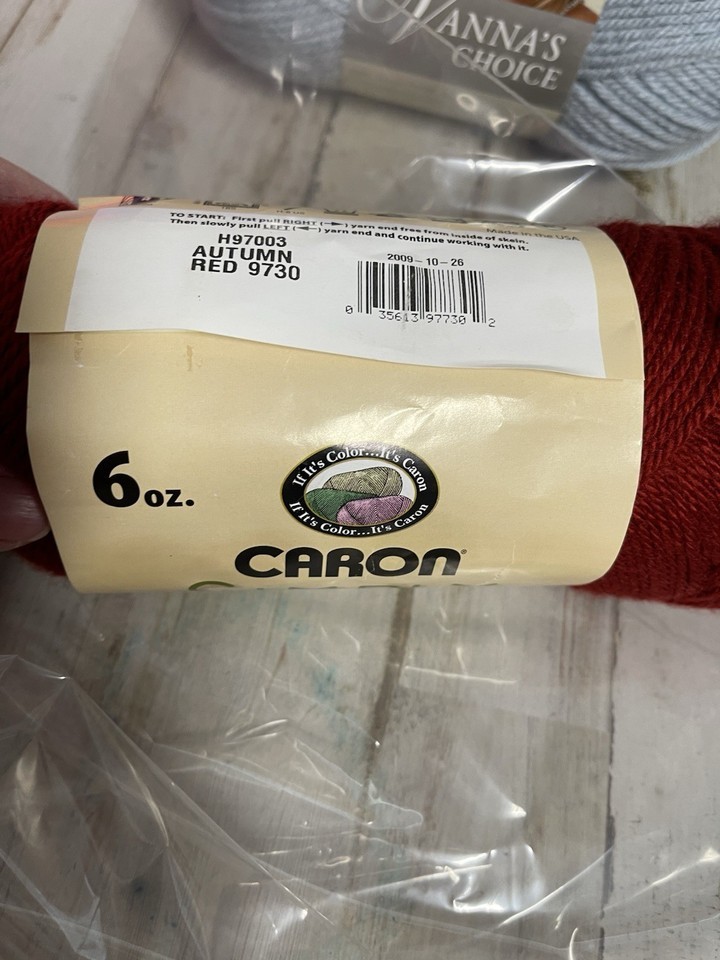 ANNA'S
CHOICE
TO START: First pull RIGHT (→) yarn end free from inside of skein.
Then slowly pull LEFT (←) yarn end and continue working with it.
Made in the USA
H97003
AUTUMN
RED 9730
2009-10-26
0 35613 97730 2
6 oz.
If It's Color...It's Caron
If It's Color...It's Caron
CARON®